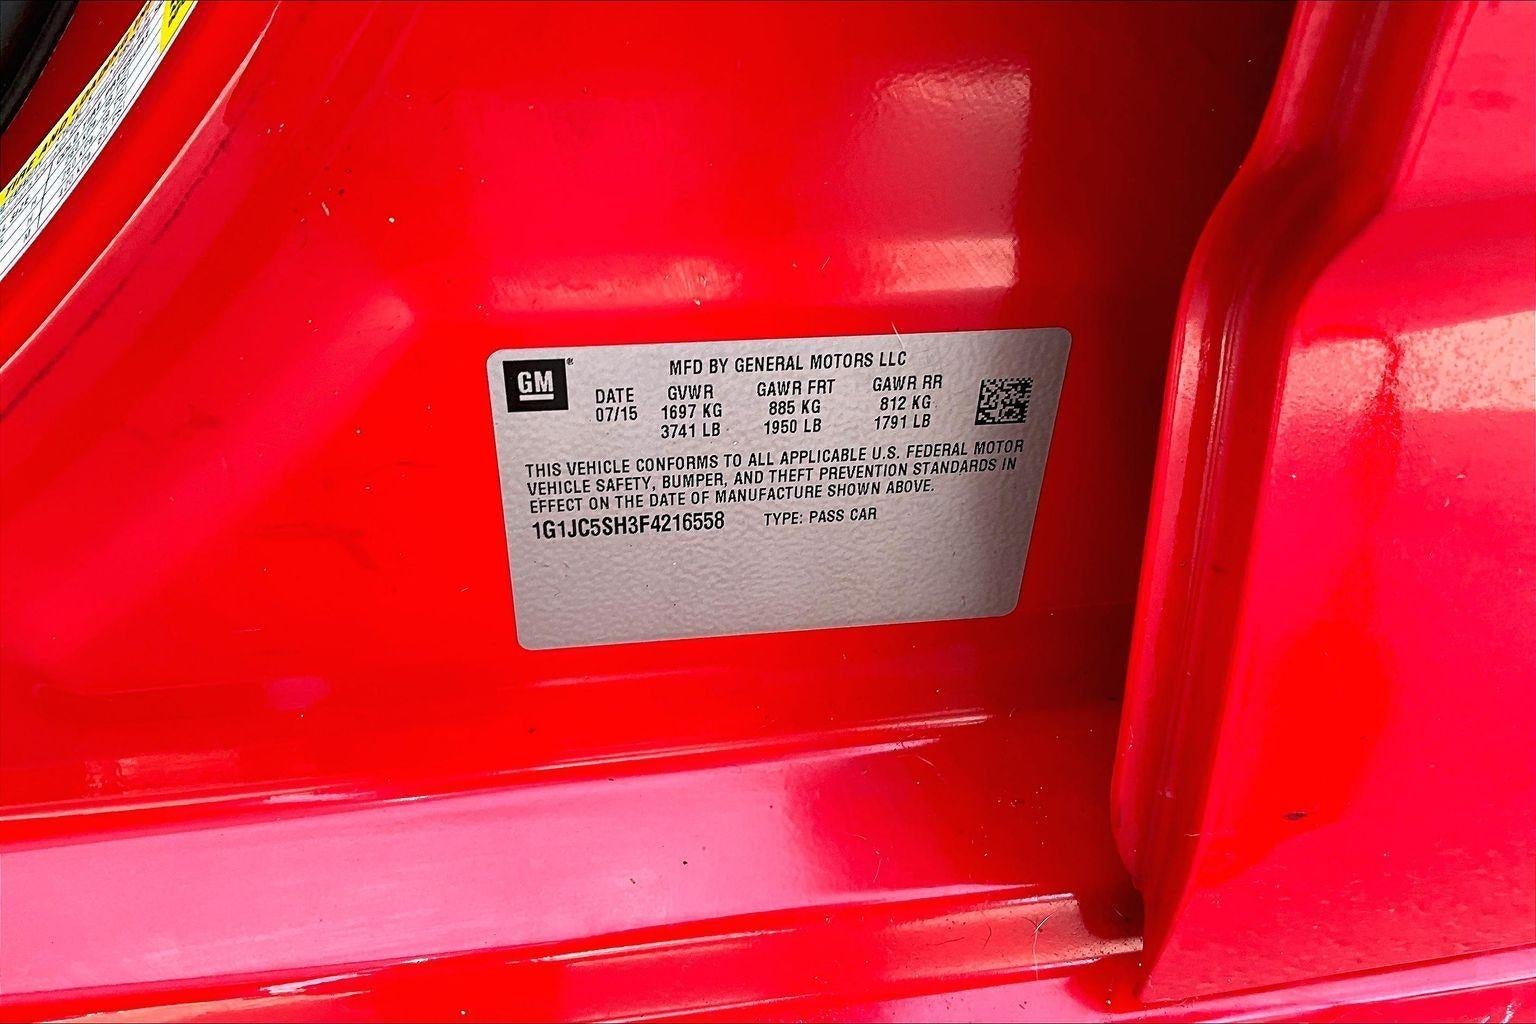 GM
MFD BY GENERAL MOTORS LLC
DATE GVWR GAWR FRT GAWR RR
07/15 1697 KG 885 KG 812 KG
3741 LB 1950 LB 1791 LB
THIS VEHICLE CONFORMS TO ALL APPLICABLE U.S. FEDERAL MOTOR
VEHICLE SAFETY, BUMPER, AND THEFT PREVENTION STANDARDS IN
EFFECT ON THE DATE OF MANUFACTURE SHOWN ABOVE.
1G1JC5SH3F4216558 TYPE: PASS CAR